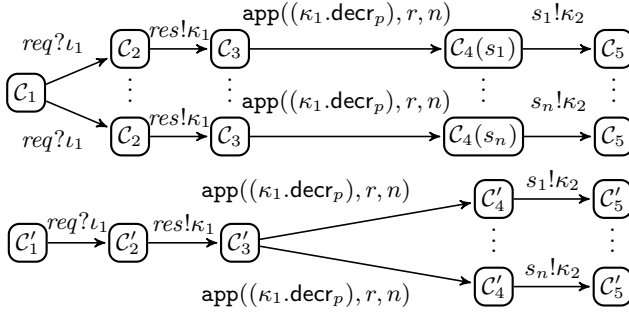 req?ι₁ res!κ₁ app((κ₁.decrₚ), r, n) s₁!κ₂
C₂ C₃ C₄(s₁) C₅
C₁ ⋮ ⋮ ⋮ ⋮
res!κ₁ app((κ₁.decrₚ), r, n) sₙ!κ₂
req?ι₁ C₂ C₃ C₄(sₙ) C₅
app((κ₁.decrₚ), r, n) s₁!κ₂
C′₄ C′₅
req?ι₁ res!κ₁
C′₁ C′₂ C′₃ ⋮ ⋮
sₙ!κ₂
app((κ₁.decrₚ), r, n) C′₄ C′₅